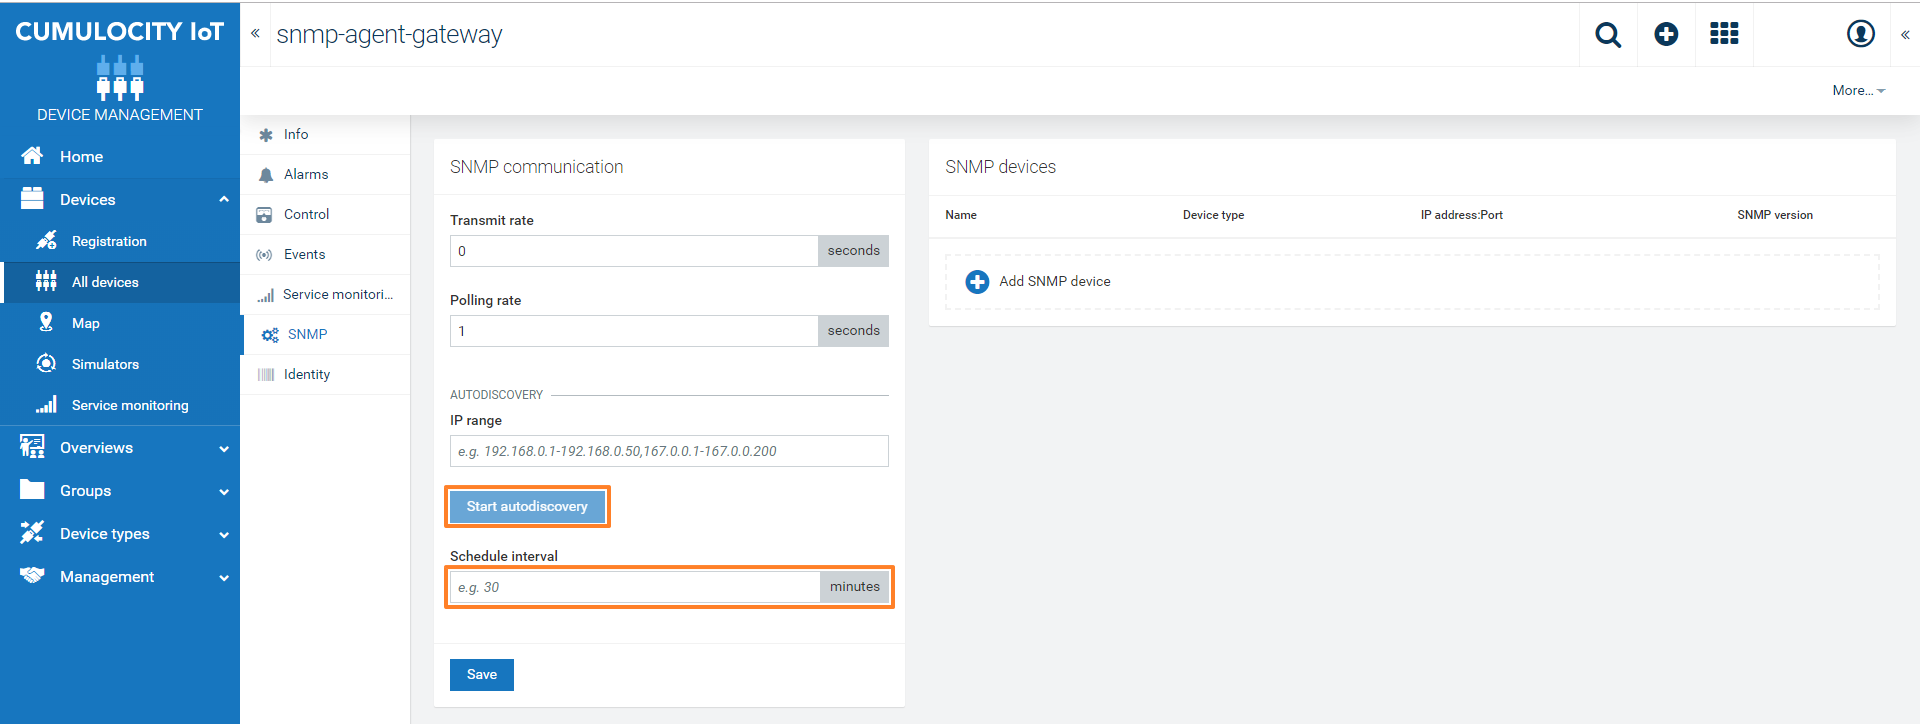 CUMULOCITY IoT
DEVICE MANAGEMENT
Home
Devices
Registration
All devices
Map
Simulators
Service monitoring
Overviews
Groups
Device types
Management
«
snmp-agent-gateway
«
More...
Info
Alarms
Control
Events
Service monitori...
SNMP
Identity
SNMP communication
Transmit rate
0 seconds
Polling rate
1 seconds
AUTODISCOVERY
IP range
e.g. 192.168.0.1-192.168.0.50,167.0.0.1-167.0.0.200
Start autodiscovery
Schedule interval
e.g. 30 minutes
Save
SNMP devices
Name Device type IP address:Port SNMP version
Add SNMP device